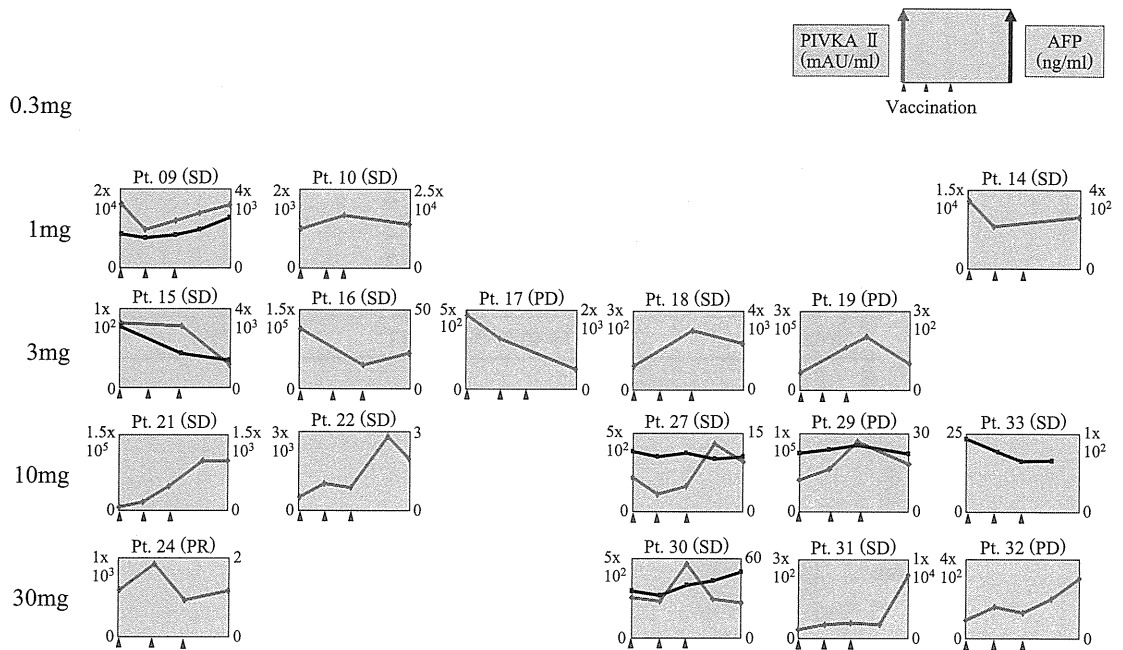 PIVKA II
(mAU/ml)
AFP
(ng/ml)
Vaccination
0.3mg
1mg
Pt. 09 (SD)
2x
10⁴
0
4x
10³
0
Pt. 10 (SD)
2x
10³
0
2.5x
10⁴
0
Pt. 14 (SD)
1.5x
10⁴
0
4x
10²
0
3mg
Pt. 15 (SD)
1x
10²
0
4x
10³
0
Pt. 16 (SD)
1.5x
10⁵
0
50
0
Pt. 17 (PD)
5x
10²
0
2x
10³
0
Pt. 18 (SD)
3x
10²
0
4x
10³
0
Pt. 19 (PD)
3x
10⁵
0
3x
10²
0
10mg
Pt. 21 (SD)
1.5x
10⁵
0
1.5x
10³
0
Pt. 22 (SD)
3x
10³
0
3
0
Pt. 27 (SD)
5x
10²
0
15
0
Pt. 29 (PD)
1x
10⁵
0
30
0
Pt. 33 (SD)
25
0
1x
10²
0
30mg
Pt. 24 (PR)
1x
10³
0
2
0
Pt. 30 (SD)
5x
10²
0
60
0
Pt. 31 (SD)
3x
10²
0
1x
10⁴
0
Pt. 32 (PD)
4x
10²
0
0